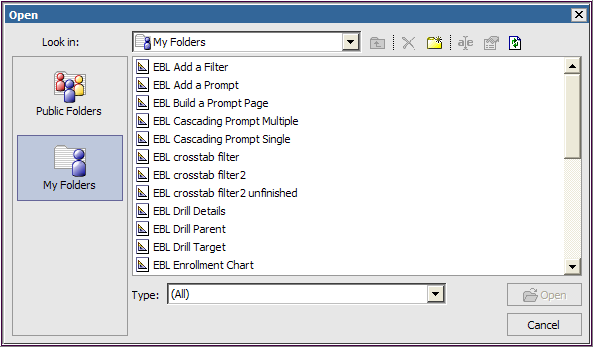 Open
Look in: My Folders
Public Folders
My Folders
EBL Add a Filter
EBL Add a Prompt
EBL Build a Prompt Page
EBL Cascading Prompt Multiple
EBL Cascading Prompt Single
EBL crosstab filter
EBL crosstab filter2
EBL crosstab filter2 unfinished
EBL Drill Details
EBL Drill Parent
EBL Drill Target
EBL Enrollment Chart
Type: (All)
Open
Cancel